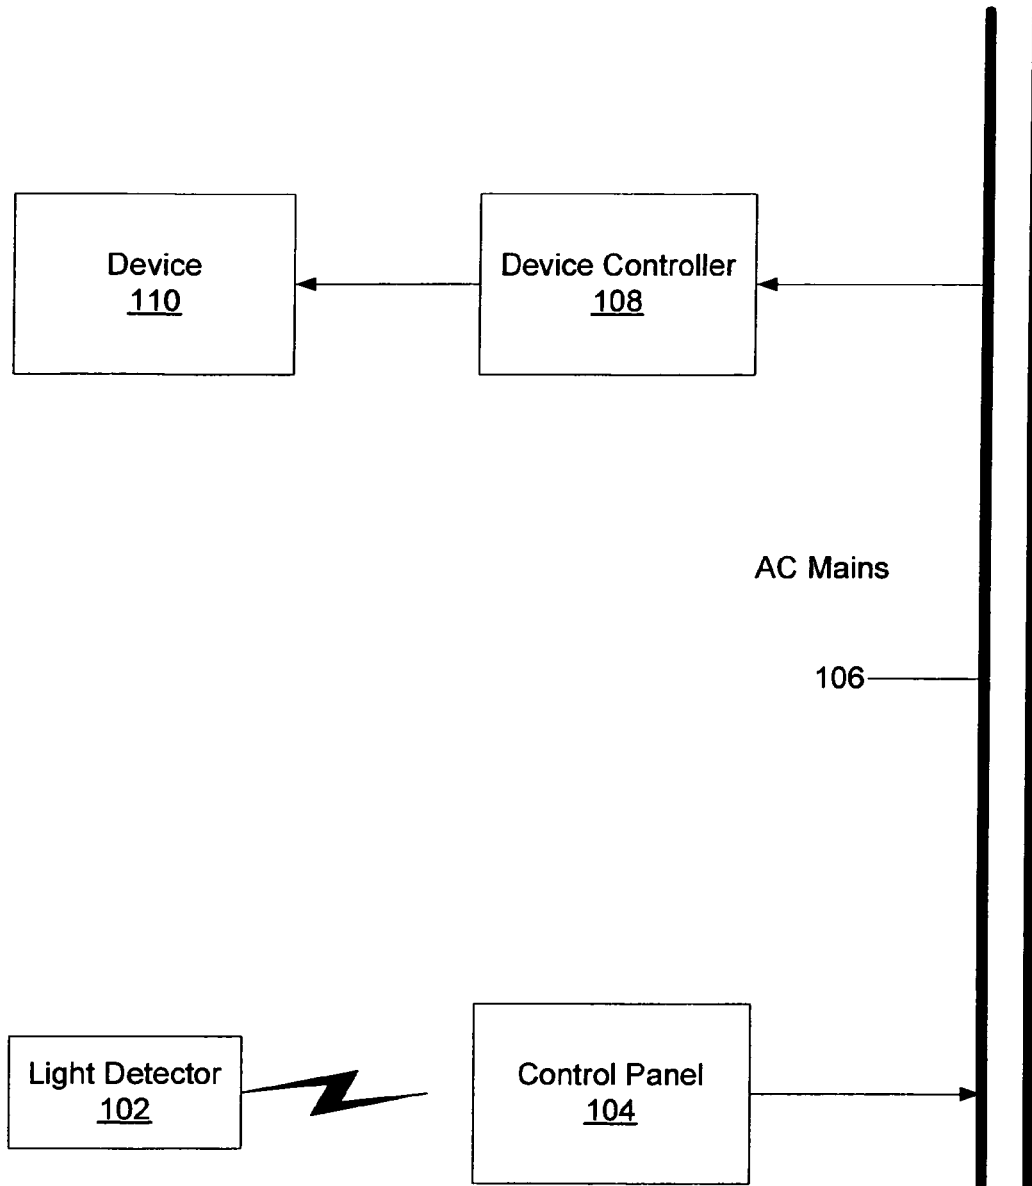 Device
110
Device Controller
108
AC Mains
106
Light Detector
102
Control Panel
104